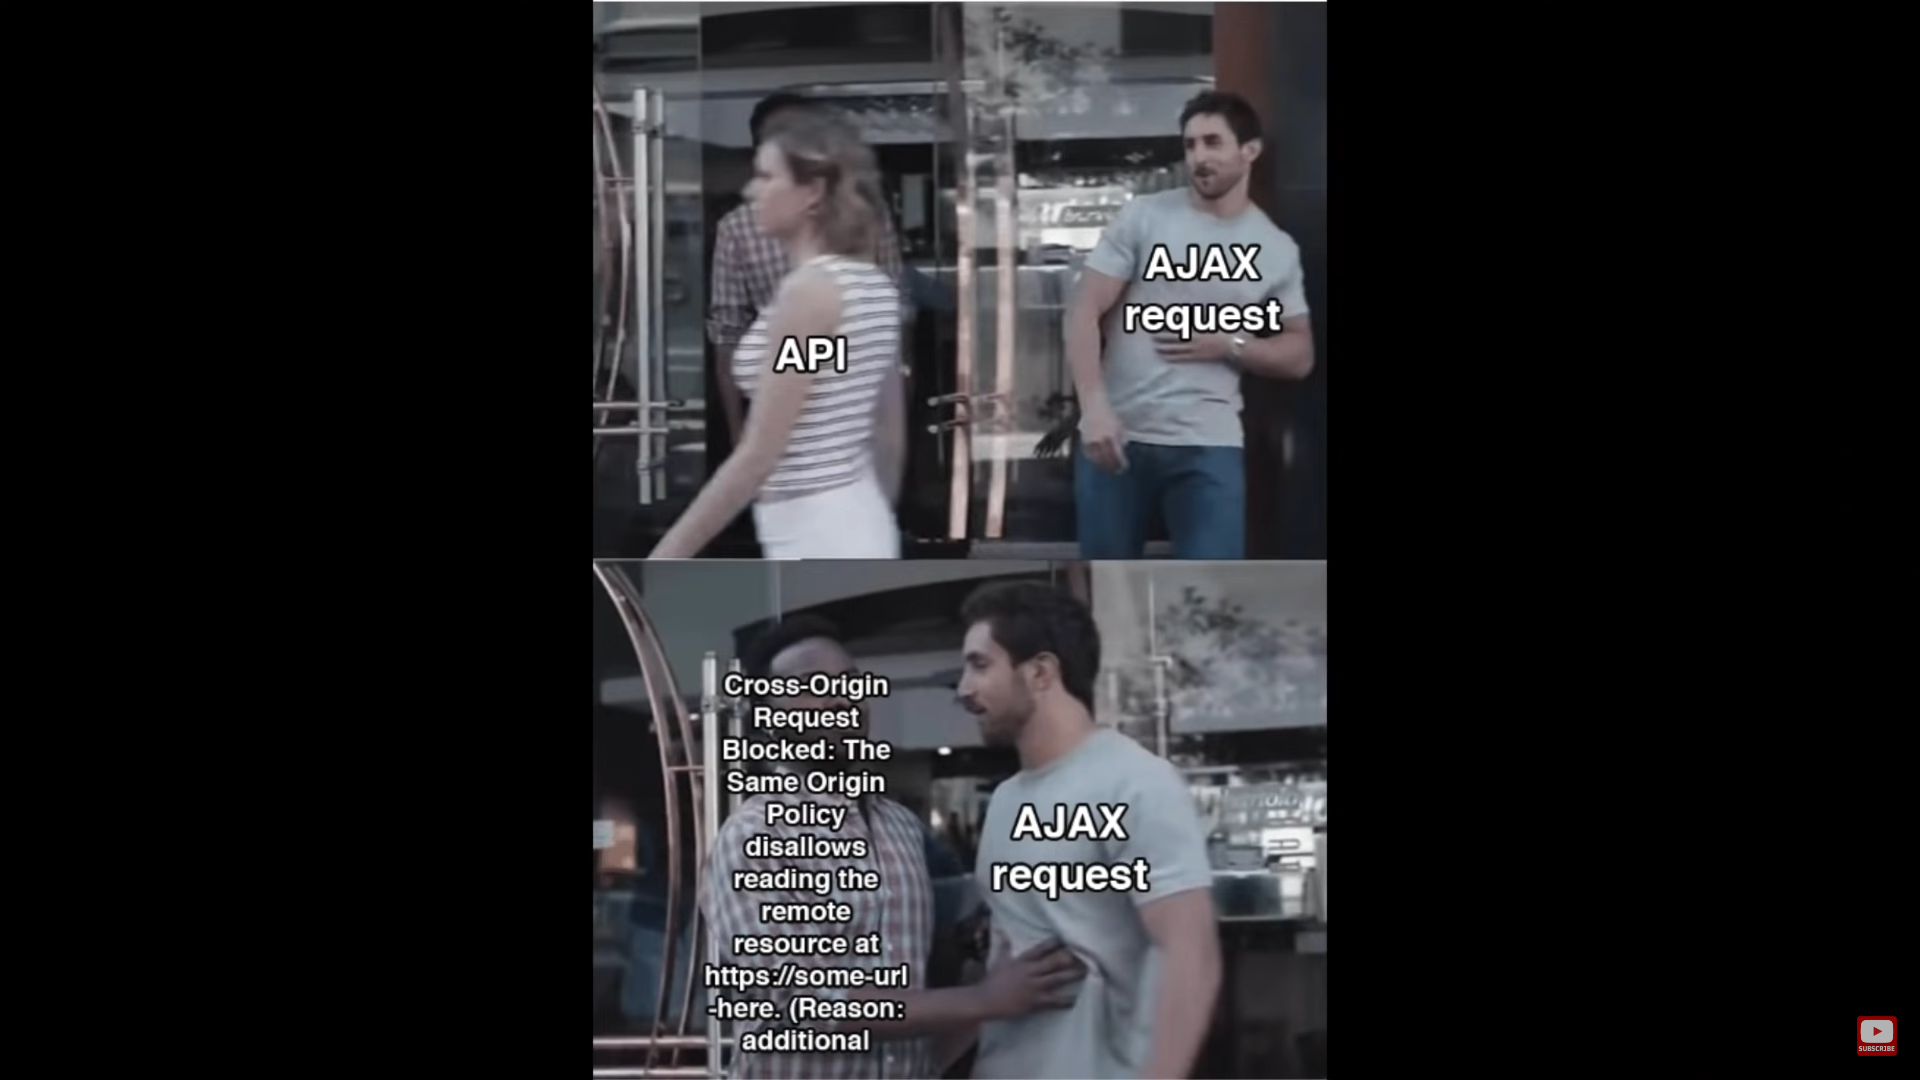 API
AJAX
request
Cross-Origin
Request
Blocked: The
Same Origin
Policy
disallows
reading the
remote
resource at
https://some-url
-here. (Reason:
additional
AJAX
request
SUBSCRIBE